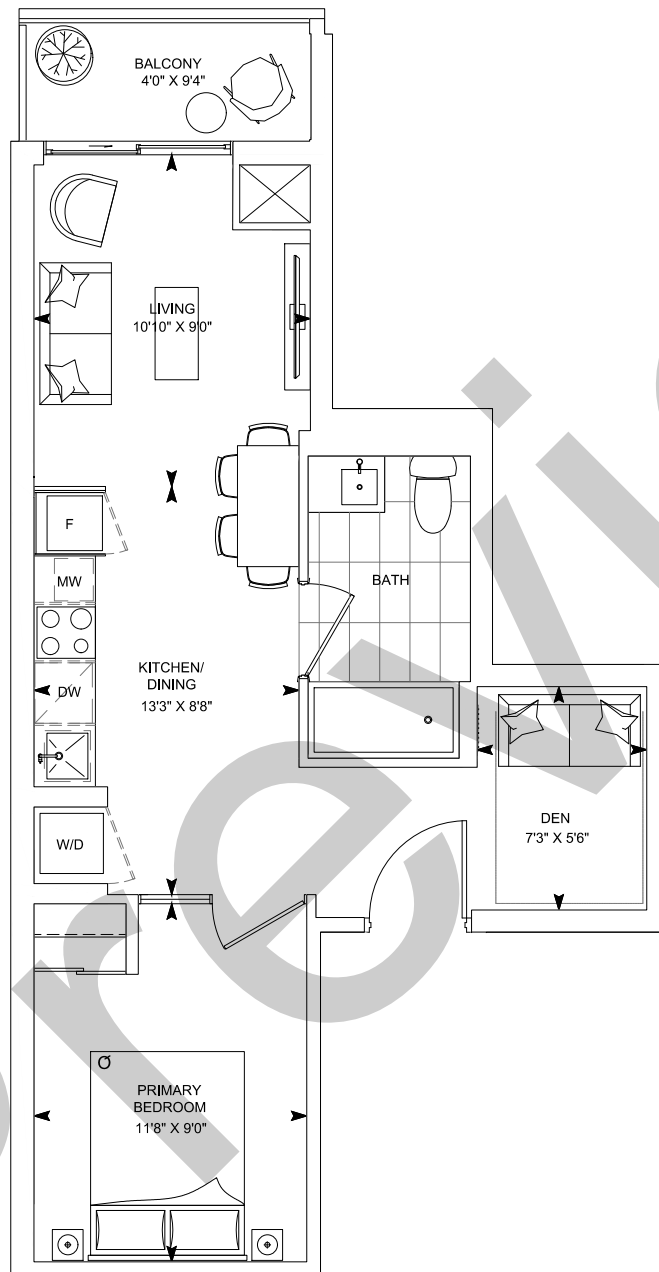 BALCONY
4'0" X 9'4"
LIVING
10'10" X 9'0"
F
MW
BATH
KITCHEN/
DINING
13'3" X 8'8"
DW
DEN
7'3" X 5'6"
W/D
PRIMARY
BEDROOM
11'8" X 9'0"